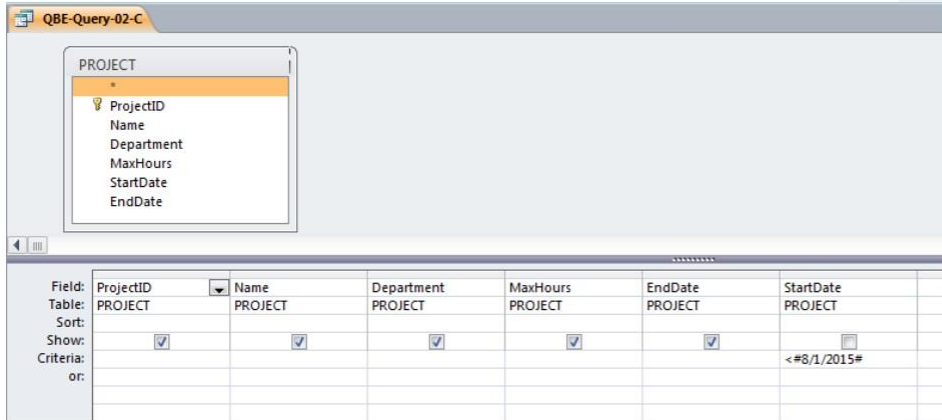 QBE-Query-02-C
PROJECT
*
ProjectID
Name
Department
MaxHours
StartDate
EndDate
Field: ProjectID Name Department MaxHours EndDate StartDate
Table: PROJECT PROJECT PROJECT PROJECT PROJECT PROJECT
Sort:
Show:
Criteria: <#8/1/2015#
or: